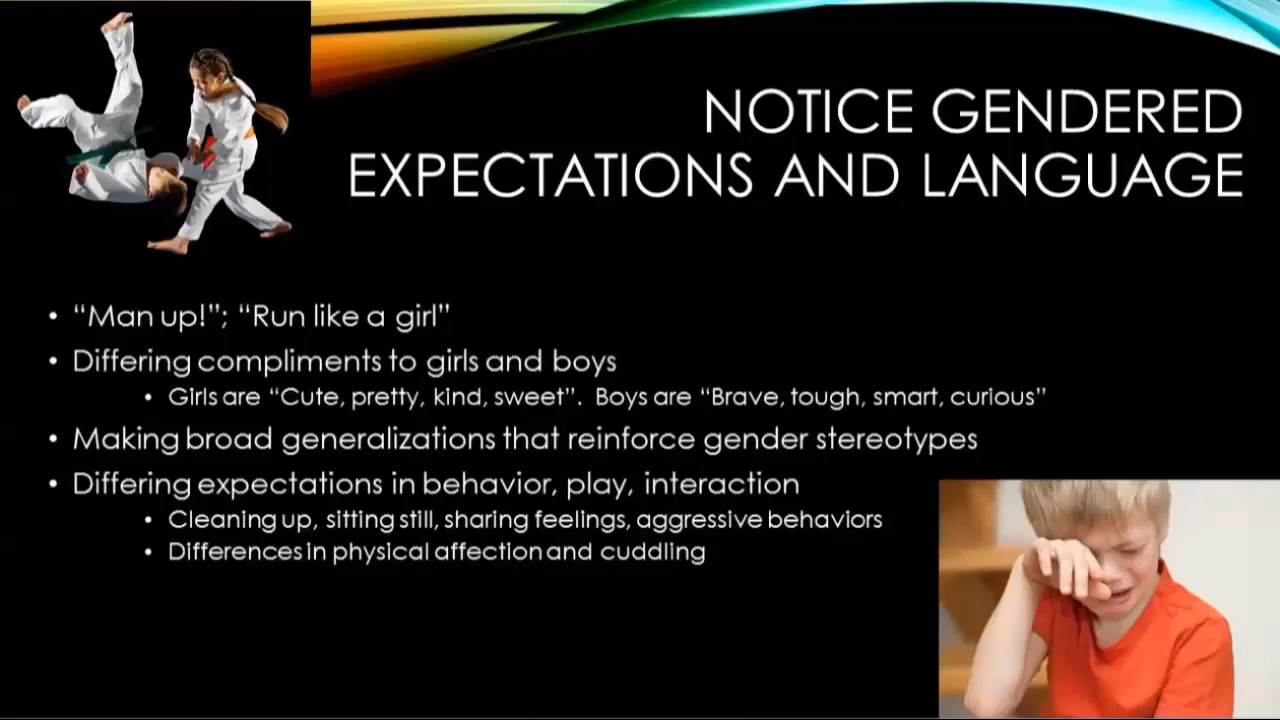 NOTICE GENDERED
EXPECTATIONS AND LANGUAGE
• “Man up!”; “Run like a girl”
• Differing compliments to girls and boys
• Girls are “Cute, pretty, kind, sweet”. Boys are “Brave, tough, smart, curious”
• Making broad generalizations that reinforce gender stereotypes
• Differing expectations in behavior, play, interaction
• Cleaning up, sitting still, sharing feelings, aggressive behaviors
• Differences in physical affection and cuddling